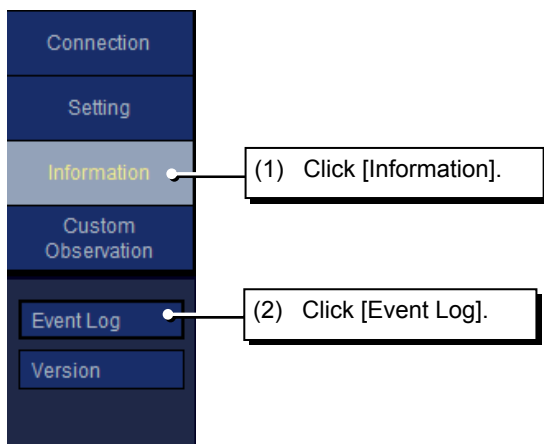 Connection
Setting
Information
(1) Click [Information].
Custom
Observation
Event Log
(2) Click [Event Log].
Version